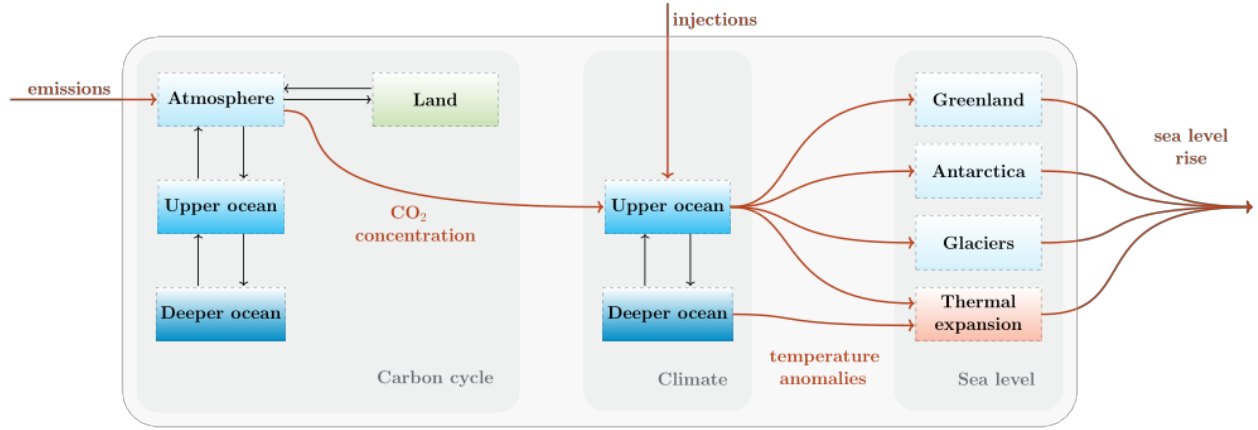 injections
emissions
Atmosphere
Land
Greenland
sea level
rise
Antarctica
Upper ocean
CO₂
concentration
Upper ocean
Glaciers
Deeper ocean
Deeper ocean
Thermal
expansion
temperature
anomalies
Carbon cycle
Climate
Sea level